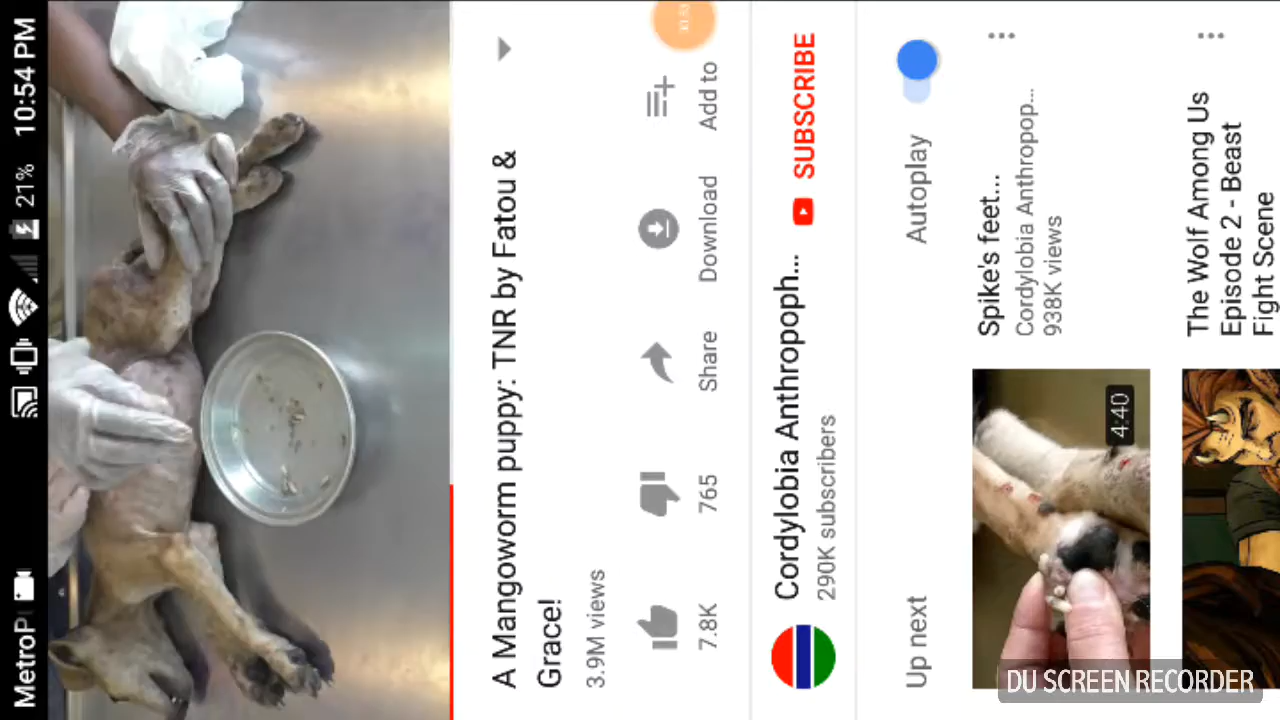 MetroP
21% 10:54 PM
A Mangoworm puppy: TNR by Fatou &
Grace!
3.9M views
7.8K
765
Share
Download
Add to
Cordylobia Anthropoph...
290K subscribers
SUBSCRIBE
Up next
Autoplay
4:40
Spike's feet...
Cordylobia Anthropop...
938K views
The Wolf Among Us
Episode 2 - Beast
Fight Scene
DU SCREEN RECORDER